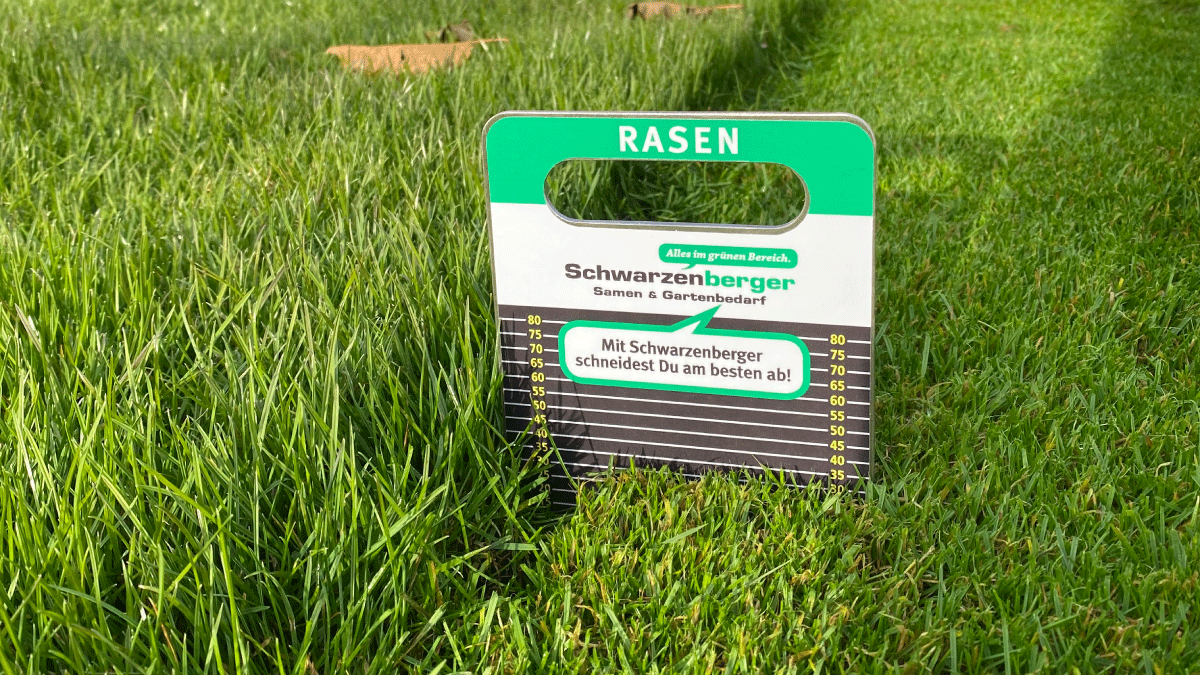 RASEN
Alles im grünen Bereich.
Schwarzenberger
Samen & Gartenbedarf
Mit Schwarzenberger
schneidest Du am besten ab!
80 80
75 75
70 70
65 65
60 60
55 55
50 50
45 45
40 40
35 35